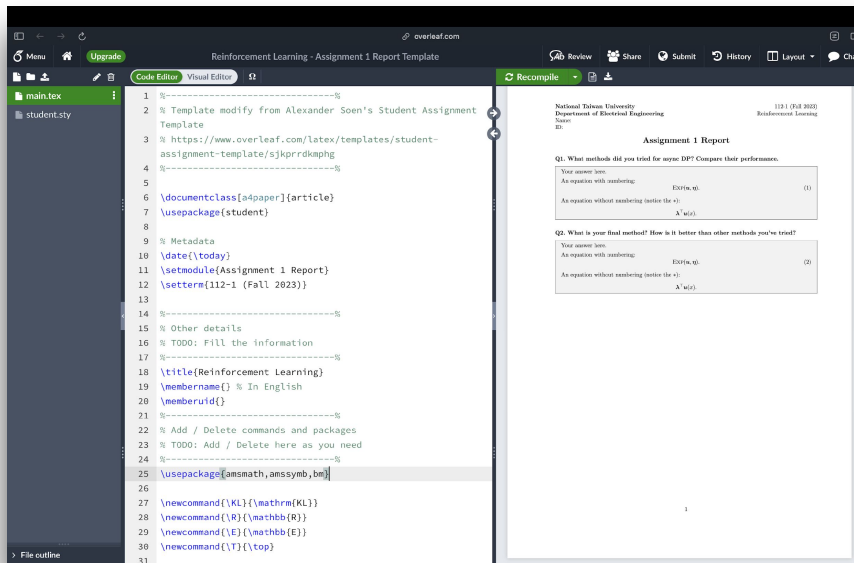 overleaf.com
Menu Upgrade Reinforcement Learning - Assignment 1 Report Template Review Share Submit History Layout Cha
Code Editor Visual Editor Ω Recompile
main.tex
student.sty
1 %------------------------------%
2 % Template modify from Alexander Soen's Student Assignment
Template
3 % https://www.overleaf.com/latex/templates/student-
assignment-template/sjkprrdkmphg
4 %------------------------------%
5
6 \documentclass[a4paper]{article}
7 \usepackage{student}
8
9 % Metadata
10 \date{\today}
11 \setmodule{Assignment 1 Report}
12 \setterm{112-1 (Fall 2023)}
13
14 %------------------------------%
15 % Other details
16 % TODO: Fill the information
17 %------------------------------%
18 \title{Reinforcement Learning}
19 \membername{} % In English
20 \memberuid{}
21 %------------------------------%
22 % Add / Delete commands and packages
23 % TODO: Add / Delete here as you need
24 %------------------------------%
25 \usepackage{amsmath,amssymb,bm}
26
27 \newcommand{\KL}{\mathrm{KL}}
28 \newcommand{\R}{\mathbb{R}}
29 \newcommand{\E}{\mathbb{E}}
30 \newcommand{\T}{\top}
31
File outline
National Taiwan University 112-1 (Fall 2023)
Department of Electrical Engineering Reinforcement Learning
Name:
ID:
Assignment 1 Report
Q1. What methods did you tried for async DP? Compare their performance.
Your answer here.
An equation with numbering:
Exp(u, η). (1)
An equation without numbering (notice the *):
λ⊤u(x).
Q2. What is your final method? How is it better than other methods you've tried?
Your answer here.
An equation with numbering:
Exp(u, η). (2)
An equation without numbering (notice the *):
λ⊤u(x).
1